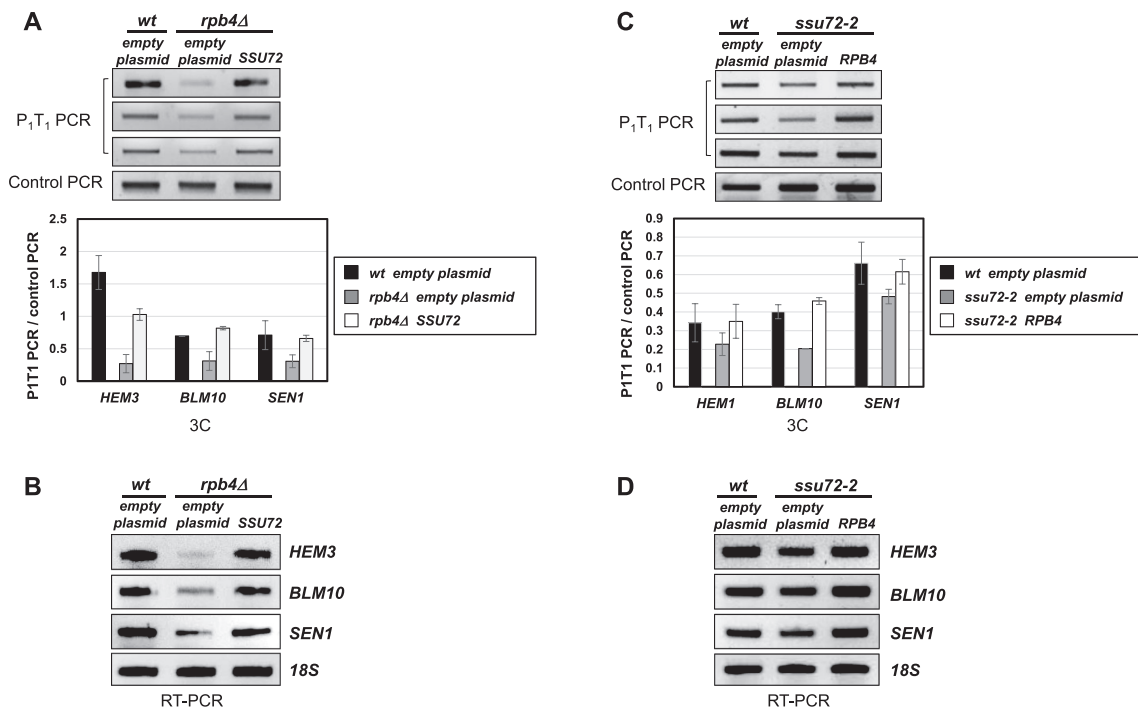 A
wt
rpb4Δ
empty
plasmid
empty
plasmid
SSU72
P1T1 PCR
Control PCR
P1T1 PCR / control PCR
2.5
2
1.5
1
0.5
0
HEM3
BLM10
SEN1
3C
wt empty plasmid
rpb4Δ empty plasmid
rpb4Δ SSU72
B
wt
rpb4Δ
empty
plasmid
empty
plasmid
SSU72
HEM3
BLM10
SEN1
18S
RT-PCR
C
wt
ssu72-2
empty
plasmid
empty
plasmid
RPB4
P1T1 PCR
Control PCR
P1T1 PCR / control PCR
0.9
0.8
0.7
0.6
0.5
0.4
0.3
0.2
0.1
0
HEM1
BLM10
SEN1
3C
wt empty plasmid
ssu72-2 empty plasmid
ssu72-2 RPB4
D
wt
ssu72-2
empty
plasmid
empty
plasmid
RPB4
HEM3
BLM10
SEN1
18S
RT-PCR